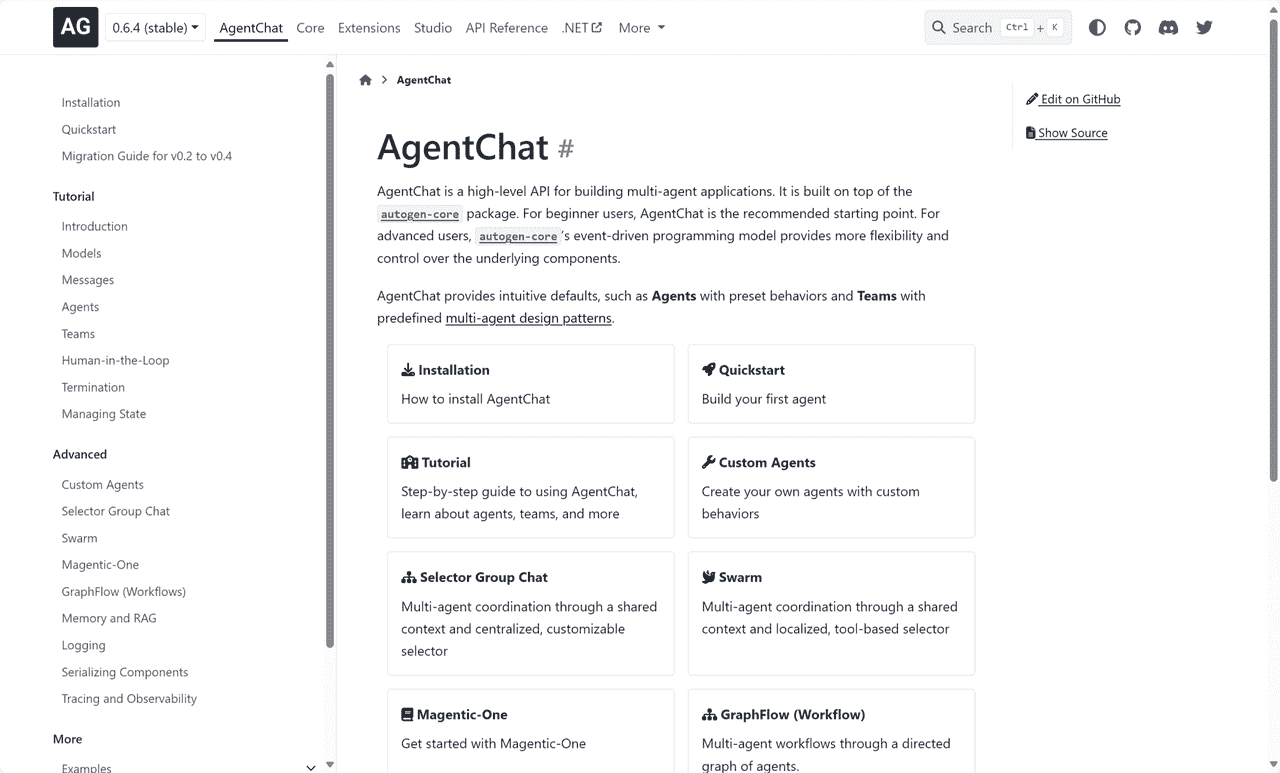 AG
0.6.4 (stable)
AgentChat
Core
Extensions
Studio
API Reference
.NET
More
Search Ctrl + K
Installation
Quickstart
Migration Guide for v0.2 to v0.4
Tutorial
Introduction
Models
Messages
Agents
Teams
Human-in-the-Loop
Termination
Managing State
Advanced
Custom Agents
Selector Group Chat
Swarm
Magentic-One
GraphFlow (Workflows)
Memory and RAG
Logging
Serializing Components
Tracing and Observability
More
Examples
AgentChat
AgentChat #
AgentChat is a high-level API for building multi-agent applications. It is built on top of the
autogen-core package. For beginner users, AgentChat is the recommended starting point. For
advanced users, autogen-core's event-driven programming model provides more flexibility and
control over the underlying components.
AgentChat provides intuitive defaults, such as Agents with preset behaviors and Teams with
predefined multi-agent design patterns.
Installation
How to install AgentChat
Quickstart
Build your first agent
Tutorial
Step-by-step guide to using AgentChat,
learn about agents, teams, and more
Custom Agents
Create your own agents with custom
behaviors
Selector Group Chat
Multi-agent coordination through a shared
context and centralized, customizable
selector
Swarm
Multi-agent coordination through a shared
context and localized, tool-based selector
Magentic-One
Get started with Magentic-One
GraphFlow (Workflow)
Multi-agent workflows through a directed
graph of agents.
Edit on GitHub
Show Source